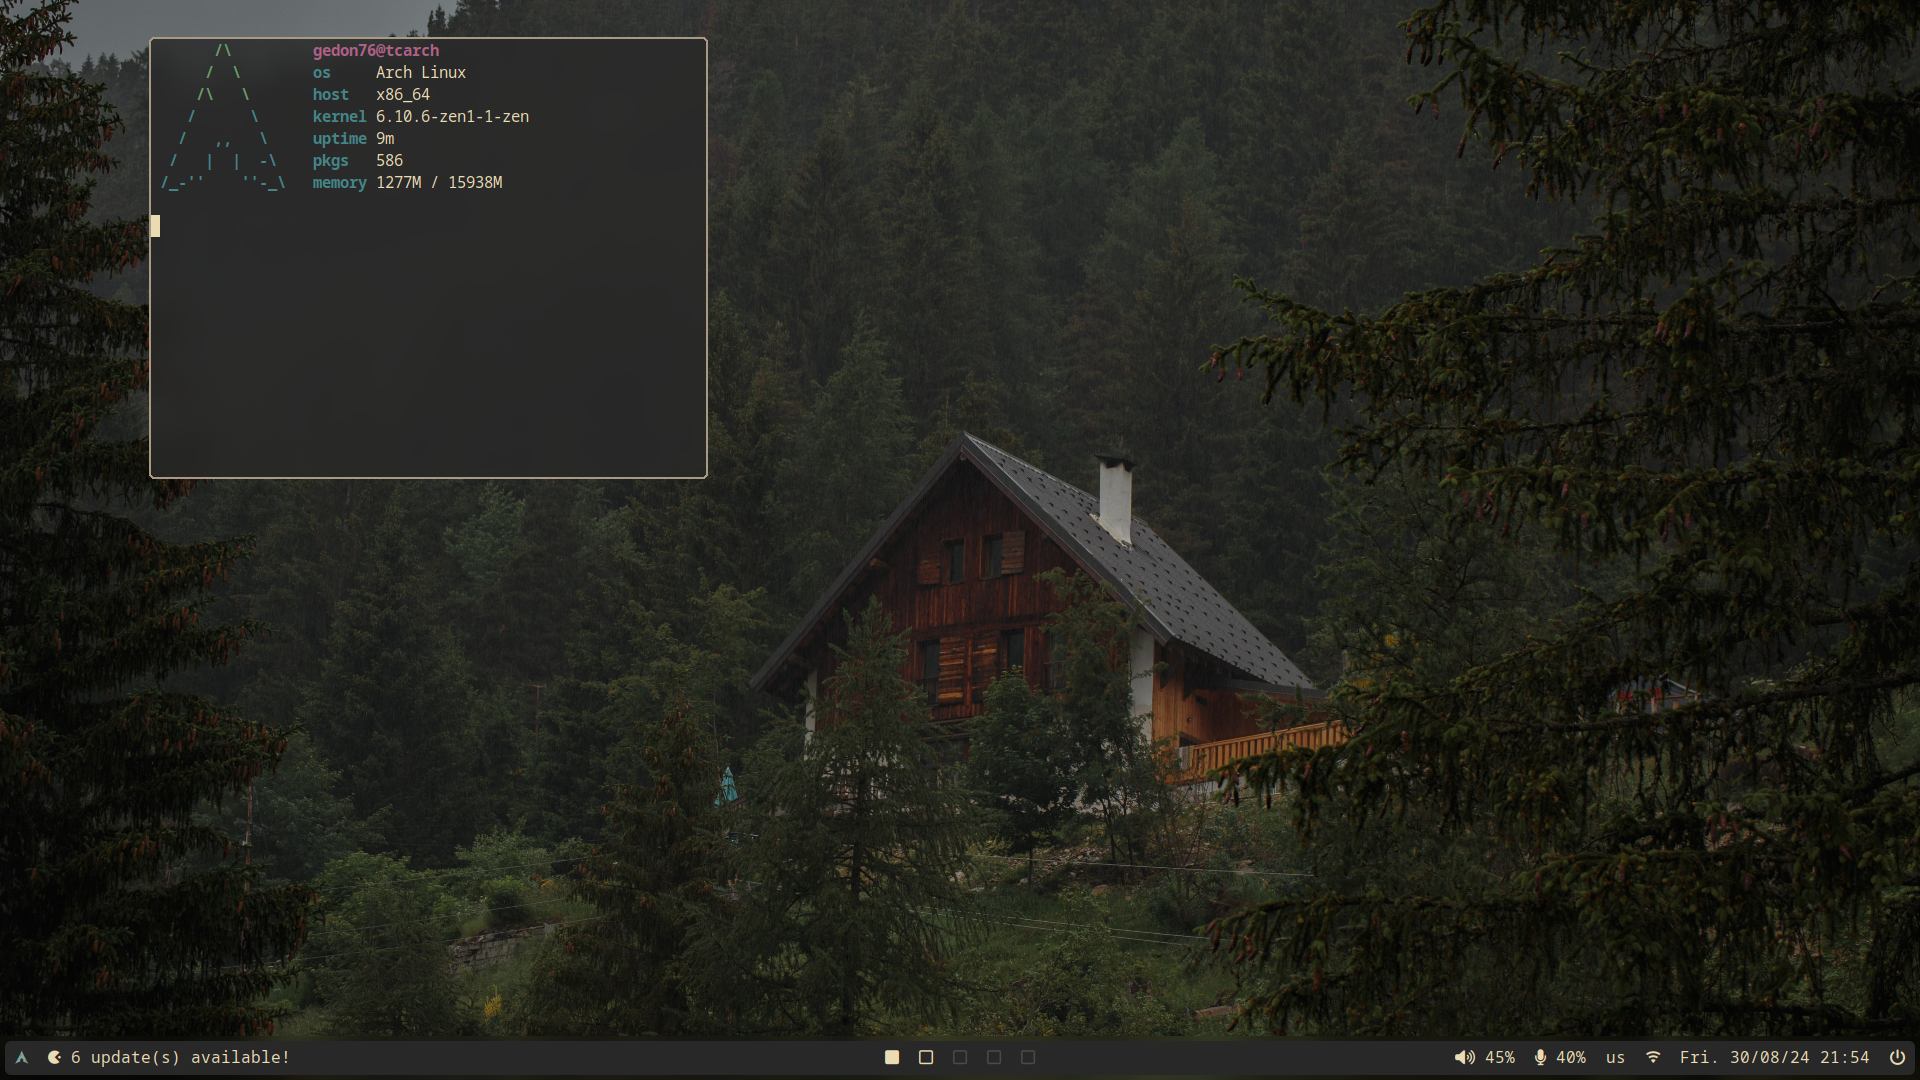 /\ gedon76@tcarch
/  \ os Arch Linux
/\   \ host x86_64
/      \ kernel 6.10.6-zen1-1-zen
/   ,,   \ uptime 9m
/   |  |  -\ pkgs 586
/_-''    ''-_\ memory 1277M / 15938M
6 update(s) available!
45% 40% us Fri. 30/08/24 21:54